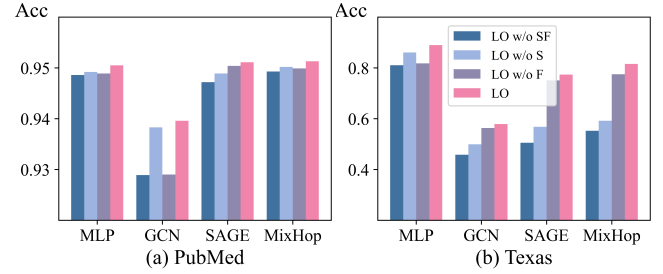 Acc
0.95
0.94
0.93
MLP GCN SAGE MixHop
(a) PubMed
Acc
0.8
0.6
0.4
LO w/o SF
LO w/o S
LO w/o F
LO
MLP GCN SAGE MixHop
(b) Texas